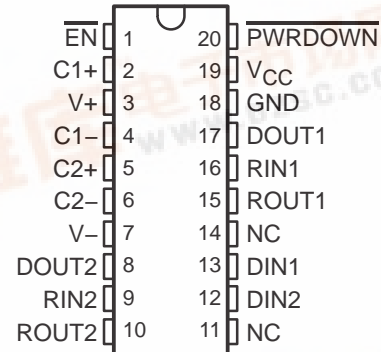 EN 1 20 PWRDOWN
C1+ 2 19 VCC
V+ 3 18 GND
C1− 4 17 DOUT1
C2+ 5 16 RIN1
C2− 6 15 ROUT1
V− 7 14 NC
DOUT2 8 13 DIN1
RIN2 9 12 DIN2
ROUT2 10 11 NC